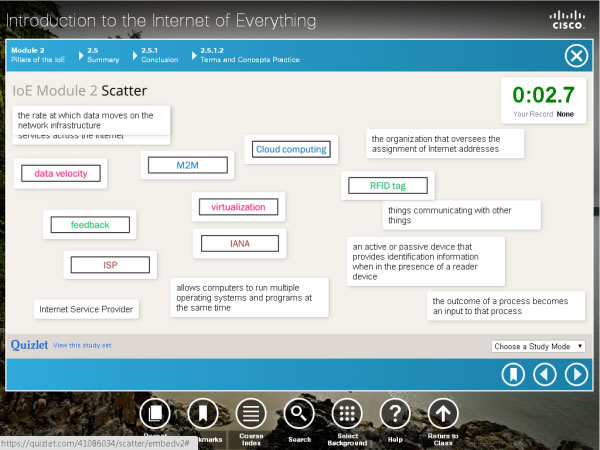 Introduction to the Internet of Everything
CISCO
Module 2
Pillars of the IoE
2.5
Summary
2.5.1
Conclusion
2.5.1.2
Terms and Concepts Practice
IoE Module 2 Scatter
0:02.7
Your Record None
the rate at which data moves on the
network infrastructure
services across the Internet
the organization that oversees the
assignment of Internet addresses
Cloud computing
M2M
data velocity
RFID tag
virtualization
things communicating with other
things
feedback
IANA
an active or passive device that
provides identification information
when in the presence of a reader
device
ISP
allows computers to run multiple
operating systems and programs at
the same time
the outcome of a process becomes
an input to that process
Internet Service Provider
Quizlet
View this study set
Choose a Study Mode
Course
Index
Search
Select
Background
Help
Return to
Class
https://quizlet.com/41086034/scatter/embedv2#